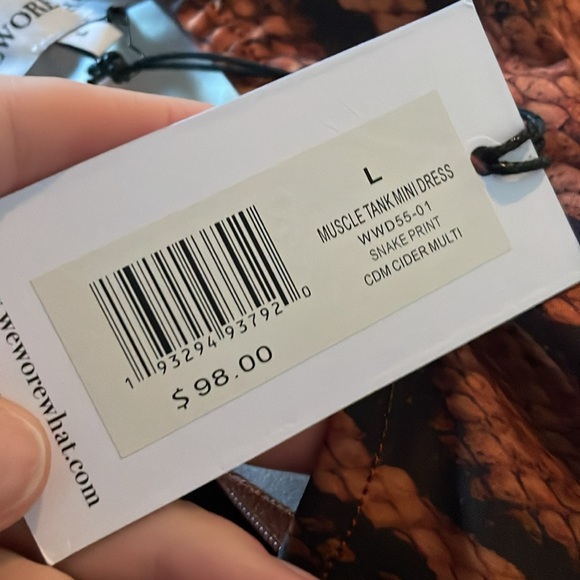 WEWORE
L
MUSCLE TANK MINI DRESS
WWD55-01
SNAKE PRINT
CDM CIDER MULTI
1 93294 93792 0
$98.00
weworewhat.com